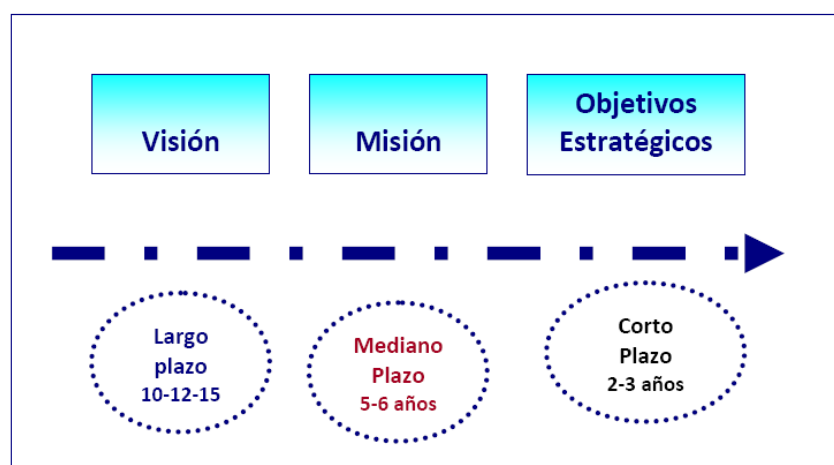 Visión
Misión
Objetivos
Estratégicos
Largo
plazo
10-12-15
Mediano
Plazo
5-6 años
Corto
Plazo
2-3 años